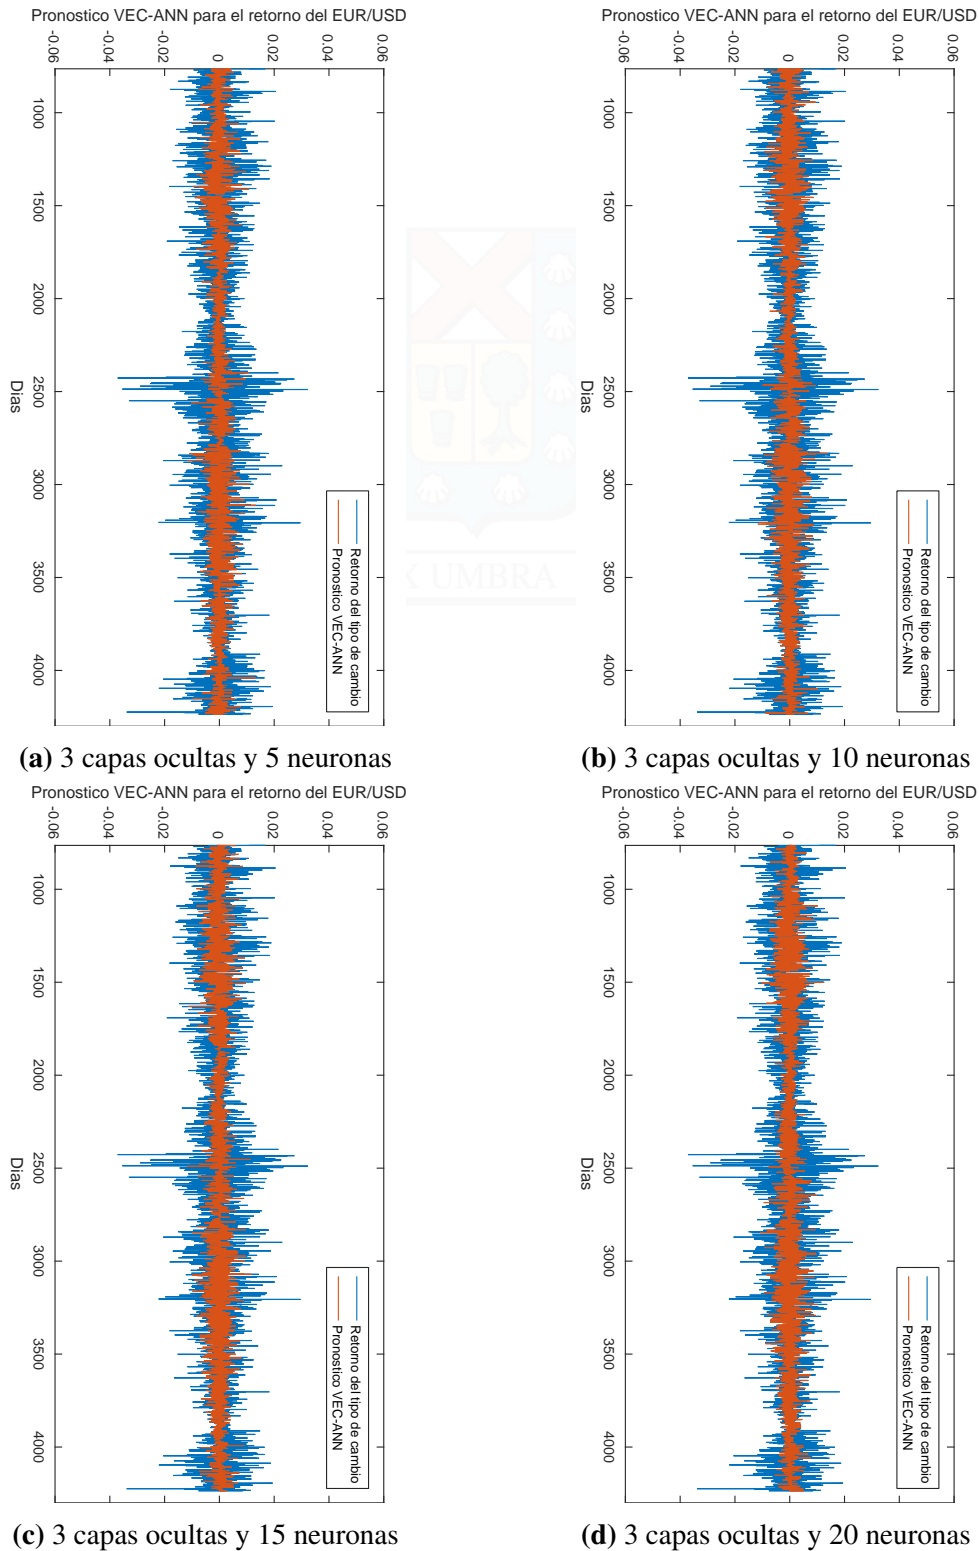 Pronostico VEC-ANN para el retorno del EUR/USD
-0.06
-0.04
-0.02
0
0.02
0.04
0.06
1000
1500
2000
2500
3000
3500
4000
Dias
Retorno del tipo de cambio
Pronostico VEC-ANN
(a) 3 capas ocultas y 5 neuronas
Pronostico VEC-ANN para el retorno del EUR/USD
-0.06
-0.04
-0.02
0
0.02
0.04
0.06
1000
1500
2000
2500
3000
3500
4000
Dias
Retorno del tipo de cambio
Pronostico VEC-ANN
(b) 3 capas ocultas y 10 neuronas
X UMBRA
Pronostico VEC-ANN para el retorno del EUR/USD
-0.06
-0.04
-0.02
0
0.02
0.04
0.06
1000
1500
2000
2500
3000
3500
4000
Dias
Retorno del tipo de cambio
Pronostico VEC-ANN
(c) 3 capas ocultas y 15 neuronas
Pronostico VEC-ANN para el retorno del EUR/USD
-0.06
-0.04
-0.02
0
0.02
0.04
0.06
1000
1500
2000
2500
3000
3500
4000
Dias
Retorno del tipo de cambio
Pronostico VEC-ANN
(d) 3 capas ocultas y 20 neuronas